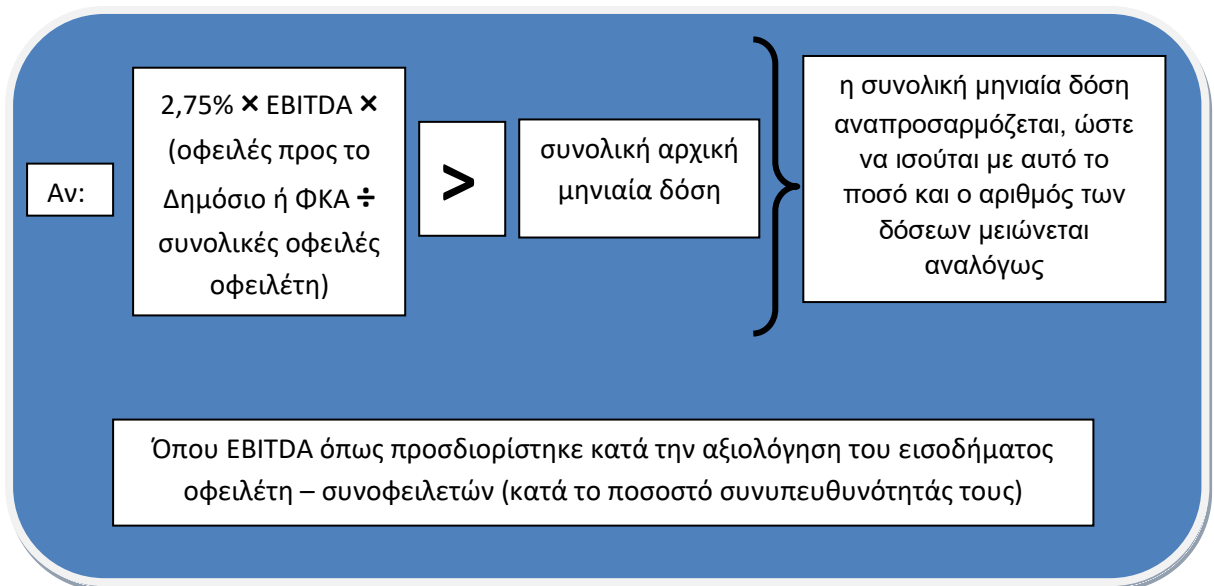 Αν:
2,75% × EBITDA ×
(οφειλές προς το
Δημόσιο ή ΦΚΑ ÷
συνολικές οφειλές
οφειλέτη)
>
συνολική αρχική
μηνιαία δόση
η συνολική μηνιαία δόση
αναπροσαρμόζεται, ώστε
να ισούται με αυτό το
ποσό και ο αριθμός των
δόσεων μειώνεται
αναλόγως
Όπου EBITDA όπως προσδιορίστηκε κατά την αξιολόγηση του εισοδήματος
οφειλέτη – συνοφειλετών (κατά το ποσοστό συνυπευθυνότητάς τους)